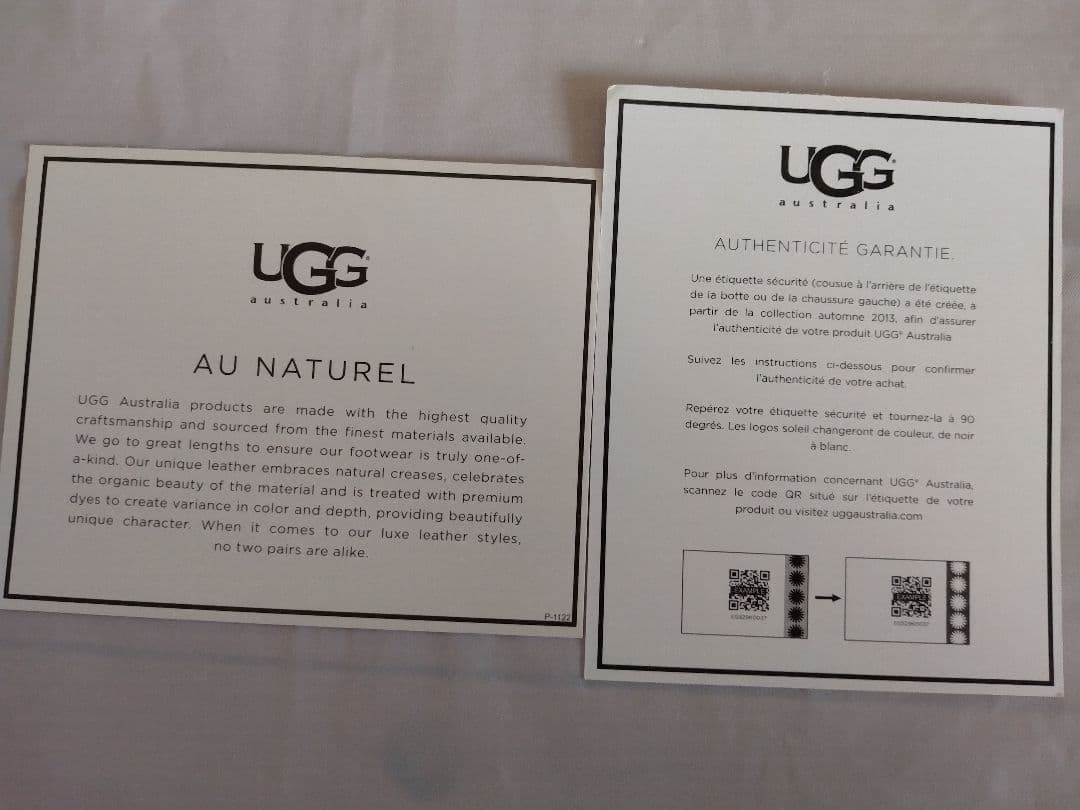 UGG®
australia
AU NATUREL
UGG Australia products are made with the highest quality
craftsmanship and sourced from the finest materials available.
We go to great lengths to ensure our footwear is truly one-of-
a-kind. Our unique leather embraces natural creases, celebrates
the organic beauty of the material and is treated with premium
dyes to create variance in color and depth, providing beautifully
unique character. When it comes to our luxe leather styles,
no two pairs are alike.
P-1122
UGG®
australia
AUTHENTICITÉ GARANTIE.
Une étiquette sécurité (cousue à l'arrière de l'étiquette
de la botte ou de la chaussure gauche) a été créée, à
partir de la collection automne 2013, afin d'assurer
l'authenticité de votre produit UGG® Australia
Suivez les instructions ci-dessous pour confirmer
l'authenticité de votre achat.
Repérez votre étiquette sécurité et tournez-la à 90
degrés. Les logos soleil changeront de couleur, de noir
à blanc.
Pour plus d'information concernant UGG® Australia,
scannez le code QR situé sur l'étiquette de votre
produit ou visitez uggaustralia.com
EXAMPLE
EXAMPLE